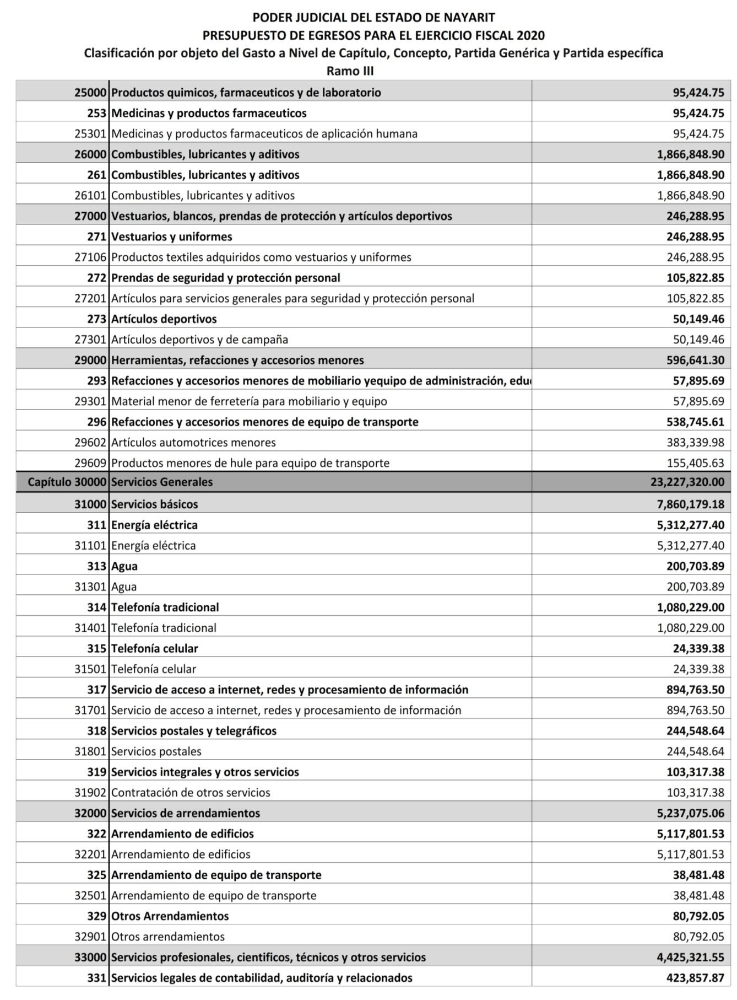 PODER JUDICIAL DEL ESTADO DE NAYARIT
PRESUPUESTO DE EGRESOS PARA EL EJERCICIO FISCAL 2020
Clasificación por objeto del Gasto a Nivel de Capítulo, Concepto, Partida Genérica y Partida específica
Ramo III
25000 Productos quimicos, farmaceuticos y de laboratorio 95,424.75
253 Medicinas y productos farmaceuticos 95,424.75
25301 Medicinas y productos farmaceuticos de aplicación humana 95,424.75
26000 Combustibles, lubricantes y aditivos 1,866,848.90
261 Combustibles, lubricantes y aditivos 1,866,848.90
26101 Combustibles, lubricantes y aditivos 1,866,848.90
27000 Vestuarios, blancos, prendas de protección y artículos deportivos 246,288.95
271 Vestuarios y uniformes 246,288.95
27106 Productos textiles adquiridos como vestuarios y uniformes 246,288.95
272 Prendas de seguridad y protección personal 105,822.85
27201 Artículos para servicios generales para seguridad y protección personal 105,822.85
273 Artículos deportivos 50,149.46
27301 Artículos deportivos y de campaña 50,149.46
29000 Herramientas, refacciones y accesorios menores 596,641.30
293 Refacciones y accesorios menores de mobiliario yequipo de administración, edu 57,895.69
29301 Material menor de ferretería para mobiliario y equipo 57,895.69
296 Refacciones y accesorios menores de equipo de transporte 538,745.61
29602 Artículos automotrices menores 383,339.98
29609 Productos menores de hule para equipo de transporte 155,405.63
Capítulo 30000 Servicios Generales 23,227,320.00
31000 Servicios básicos 7,860,179.18
311 Energía eléctrica 5,312,277.40
31101 Energía eléctrica 5,312,277.40
313 Agua 200,703.89
31301 Agua 200,703.89
314 Telefonía tradicional 1,080,229.00
31401 Telefonía tradicional 1,080,229.00
315 Telefonía celular 24,339.38
31501 Telefonía celular 24,339.38
317 Servicio de acceso a internet, redes y procesamiento de información 894,763.50
31701 Servicio de acceso a internet, redes y procesamiento de información 894,763.50
318 Servicios postales y telegráficos 244,548.64
31801 Servicios postales 244,548.64
319 Servicios integrales y otros servicios 103,317.38
31902 Contratación de otros servicios 103,317.38
32000 Servicios de arrendamientos 5,237,075.06
322 Arrendamiento de edificios 5,117,801.53
32201 Arrendamiento de edificios 5,117,801.53
325 Arrendamiento de equipo de transporte 38,481.48
32501 Arrendamiento de equipo de transporte 38,481.48
329 Otros Arrendamientos 80,792.05
32901 Otros arrendamientos 80,792.05
33000 Servicios profesionales, cientificos, técnicos y otros servicios 4,425,321.55
331 Servicios legales de contabilidad, auditoría y relacionados 423,857.87